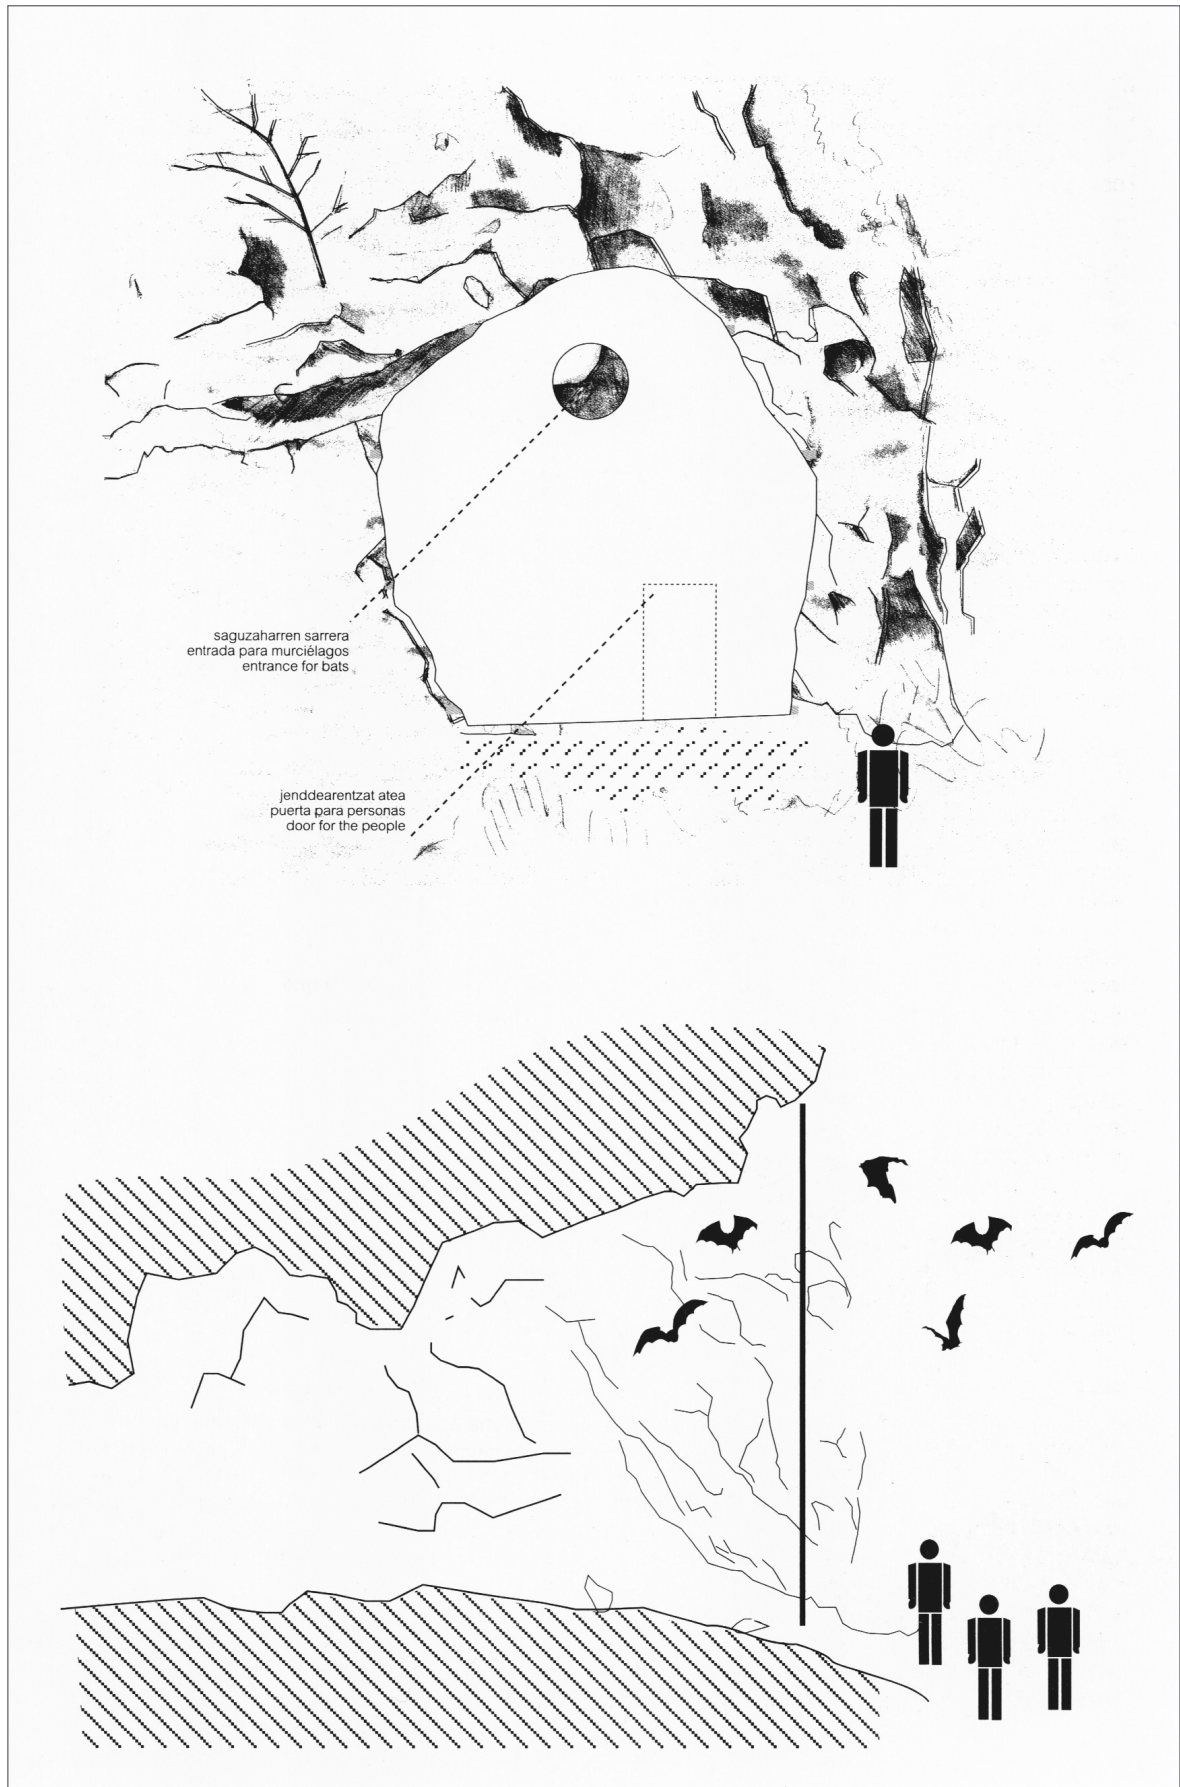 saguzaharren sarrera
entrada para murciélagos
entrance for bats
jenddearentzat atea
puerta para personas
door for the people